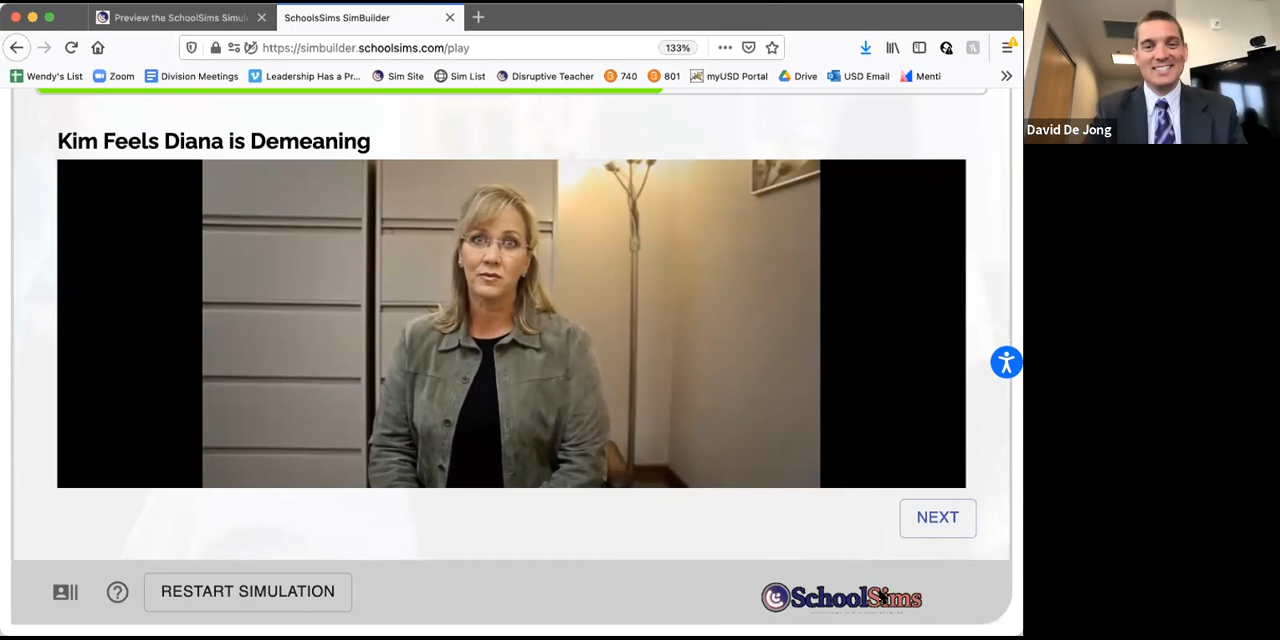 Preview the SchoolSims Simul
SchoolsSims SimBuilder
https://simbuilder.schoolsims.com/play
133%
Wendy's List
Zoom
Division Meetings
Leadership Has a Pr...
Sim Site
Sim List
Disruptive Teacher
740
801
myUSD Portal
Drive
USD Email
Menti
David De Jong
Kim Feels Diana is Demeaning
NEXT
RESTART SIMULATION
SchoolSims